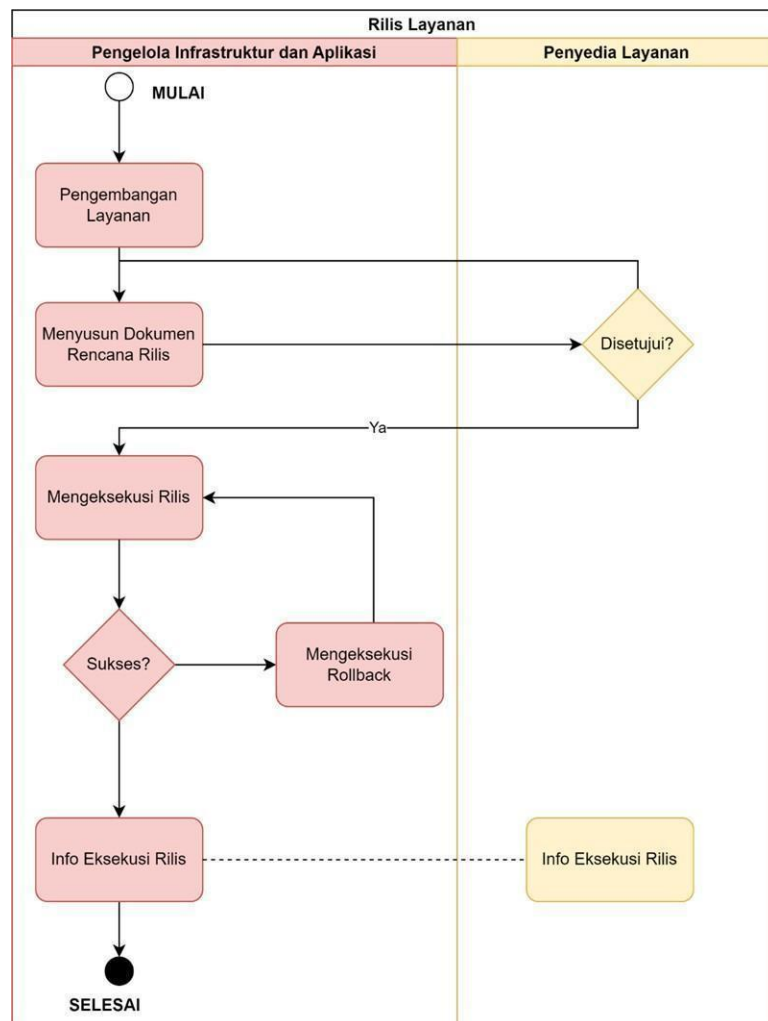 Rilis Layanan
Pengelola Infrastruktur dan Aplikasi
Penyedia Layanan
MULAI
Pengembangan
Layanan
Menyusun Dokumen
Rencana Rilis
Disetujui?
Ya
Mengeksekusi Rilis
Sukses?
Mengeksekusi
Rollback
Info Eksekusi Rilis
Info Eksekusi Rilis
SELESAI